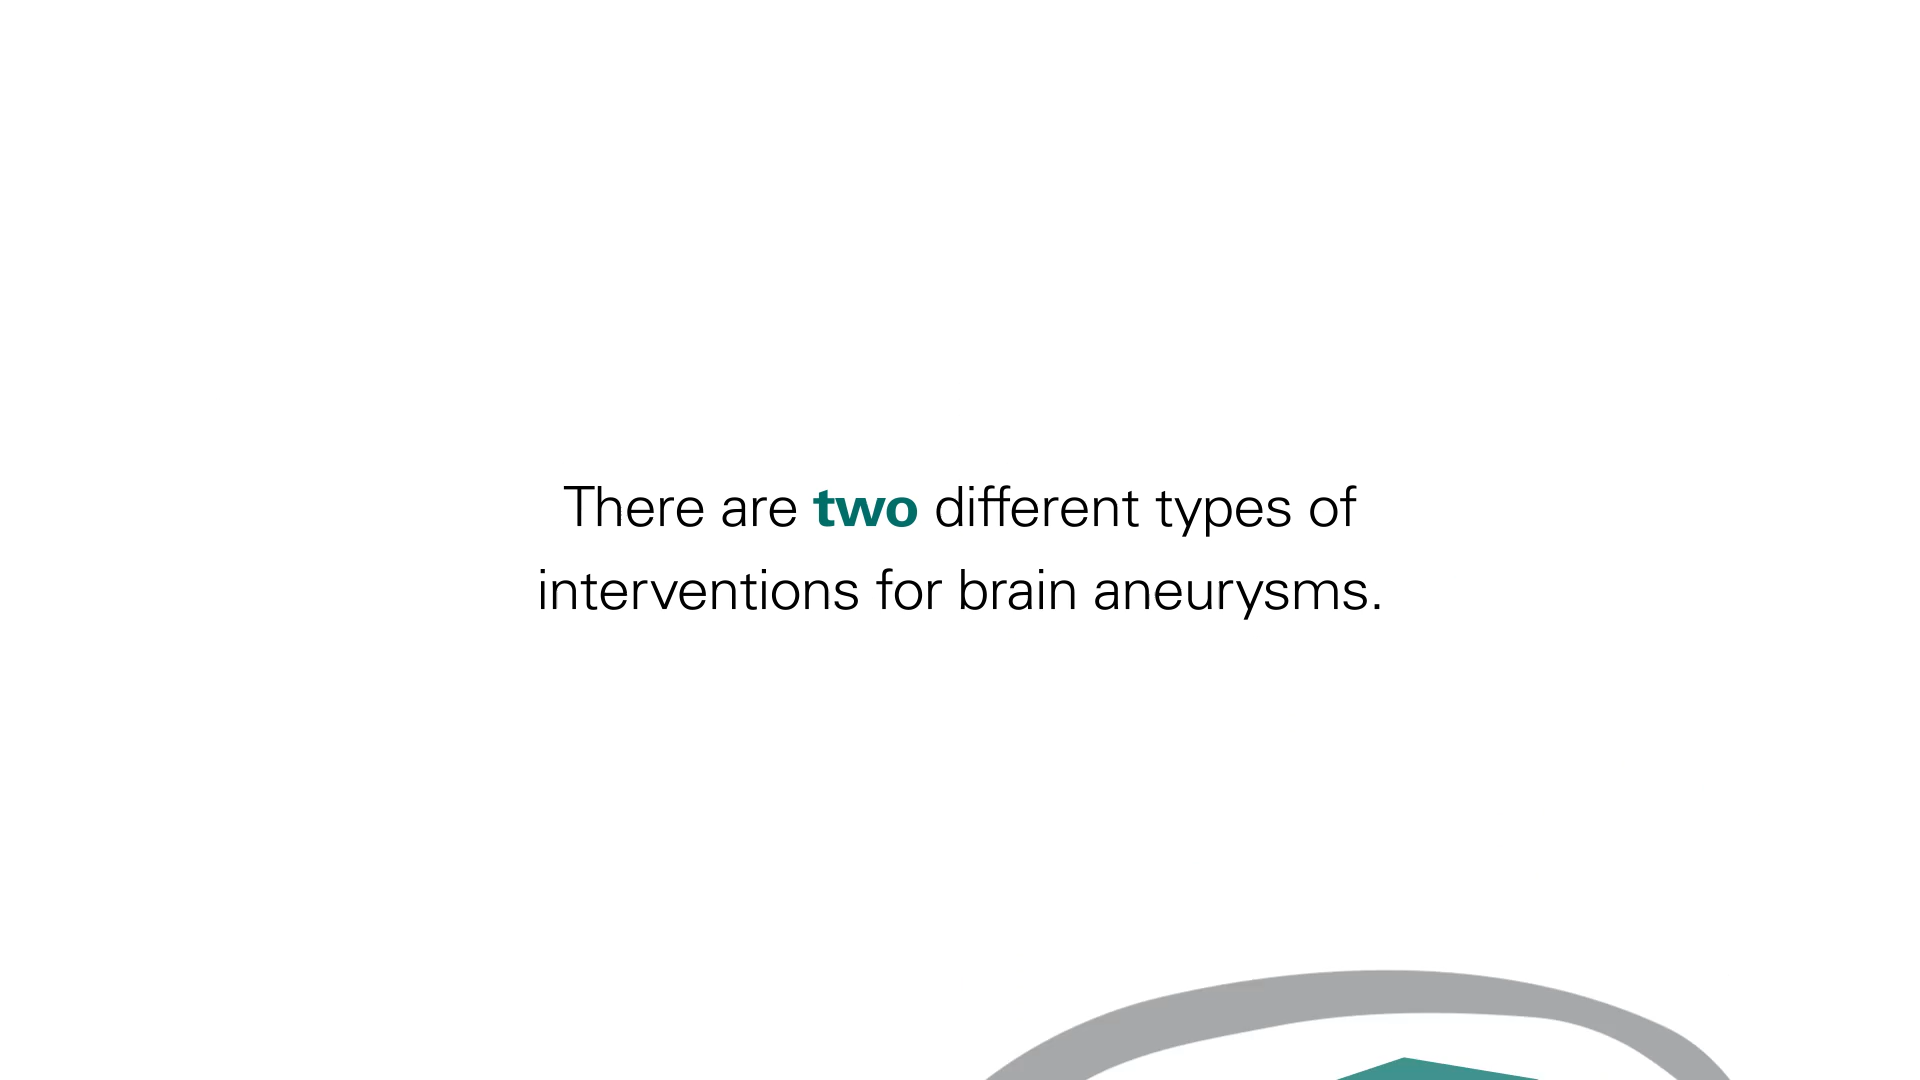 There are two different types of
interventions for brain aneurysms.